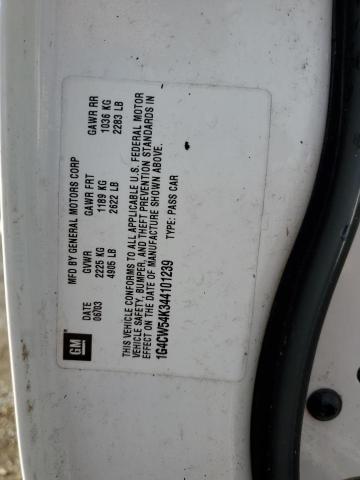 MFD BY GENERAL MOTORS CORP
DATE GVWR GAWR FRT GAWR RR
06/03 2225 KG 1189 KG 1036 KG
4905 LB 2622 LB 2283 LB
THIS VEHICLE CONFORMS TO ALL APPLICABLE U.S. FEDERAL MOTOR
VEHICLE SAFETY, BUMPER, AND THEFT PREVENTION STANDARDS IN
EFFECT ON THE DATE OF MANUFACTURE SHOWN ABOVE.
1G4CW54K344101239 TYPE: PASS CAR
GM